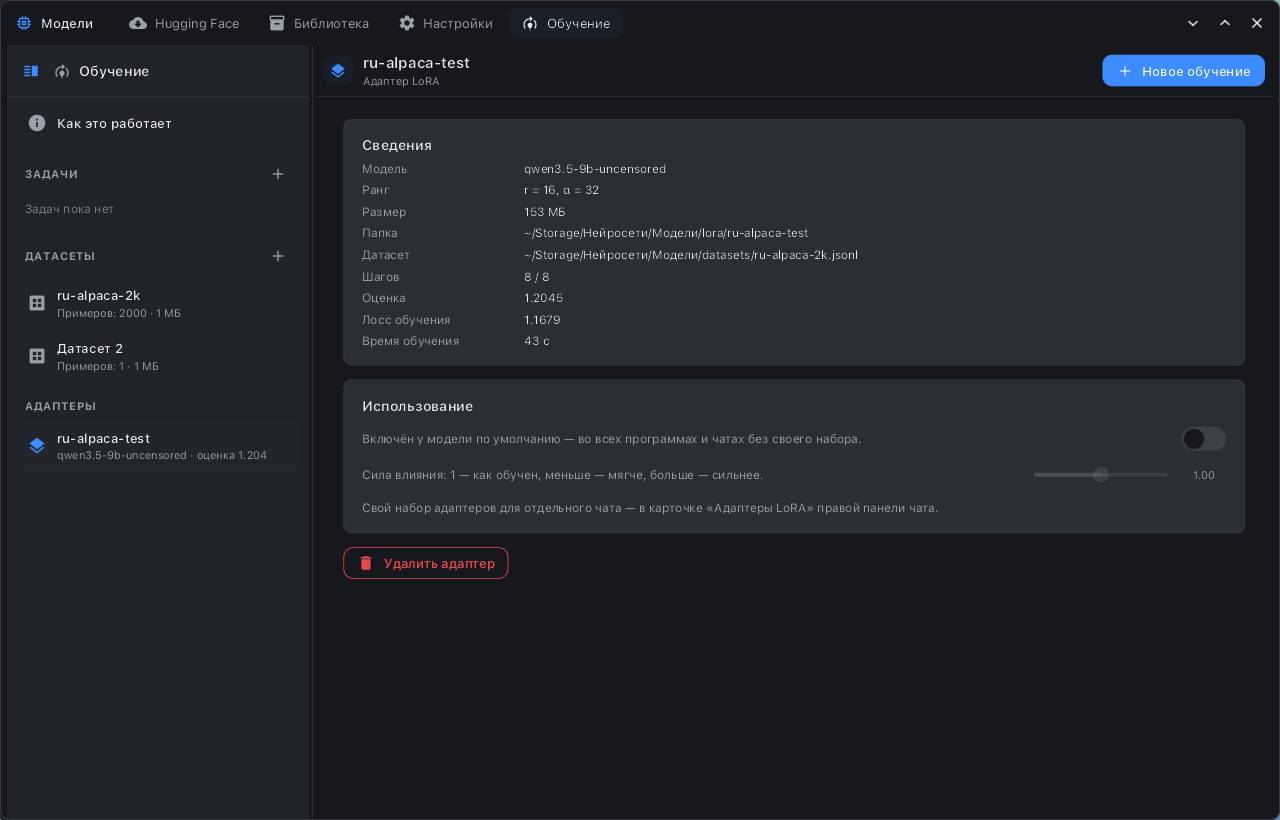 Модели
Hugging Face
Библиотека
Настройки
Обучение
Обучение
Как это работает
ЗАДАЧИ
Задач пока нет
ДАТАСЕТЫ
ru-alpaca-2k
Примеров: 2000 · 1 МБ
Датасет 2
Примеров: 1 · 1 МБ
АДАПТЕРЫ
ru-alpaca-test
qwen3.5-9b-uncensored · оценка 1.204
ru-alpaca-test
Адаптер LoRA
Новое обучение
Сведения
Модель qwen3.5-9b-uncensored
Ранг r = 16, α = 32
Размер 153 МБ
Папка ~/Storage/Нейросети/Модели/lora/ru-alpaca-test
Датасет ~/Storage/Нейросети/Модели/datasets/ru-alpaca-2k.jsonl
Шагов 8 / 8
Оценка 1.2045
Лосс обучения 1.1679
Время обучения 43 с
Использование
Включён у модели по умолчанию — во всех программах и чатах без своего набора.
Сила влияния: 1 — как обучен, меньше — мягче, больше — сильнее. 1.00
Свой набор адаптеров для отдельного чата — в карточке «Адаптеры LoRA» правой панели чата.
Удалить адаптер